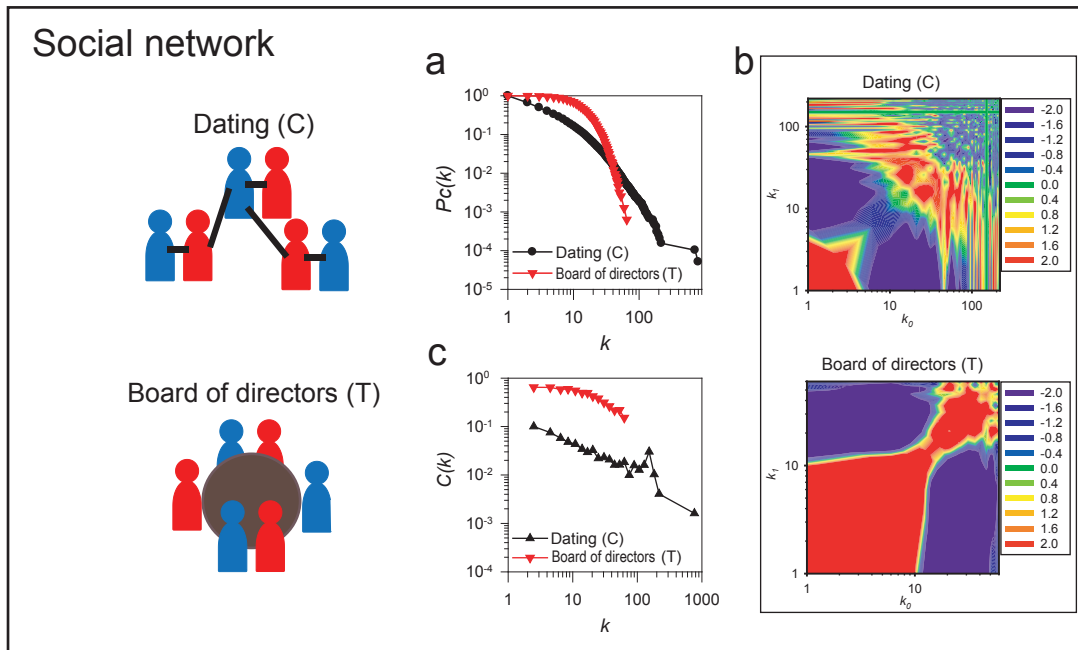 Social network
Dating (C)
Board of directors (T)
a
10⁰
10⁻¹
10⁻²
10⁻³
10⁻⁴
10⁻⁵
Pc(k)
Dating (C)
Board of directors (T)
1
10
100
k
c
10⁰
10⁻¹
10⁻²
10⁻³
10⁻⁴
C(k)
Dating (C)
Board of directors (T)
1
10
100
1000
k
b
Dating (C)
100
10
1
k₁
1
10
100
k₀
-2.0
-1.6
-1.2
-0.8
-0.4
0.0
0.4
0.8
1.2
1.6
2.0
Board of directors (T)
10
1
k₁
1
10
k₀
-2.0
-1.6
-1.2
-0.8
-0.4
0.0
0.4
0.8
1.2
1.6
2.0